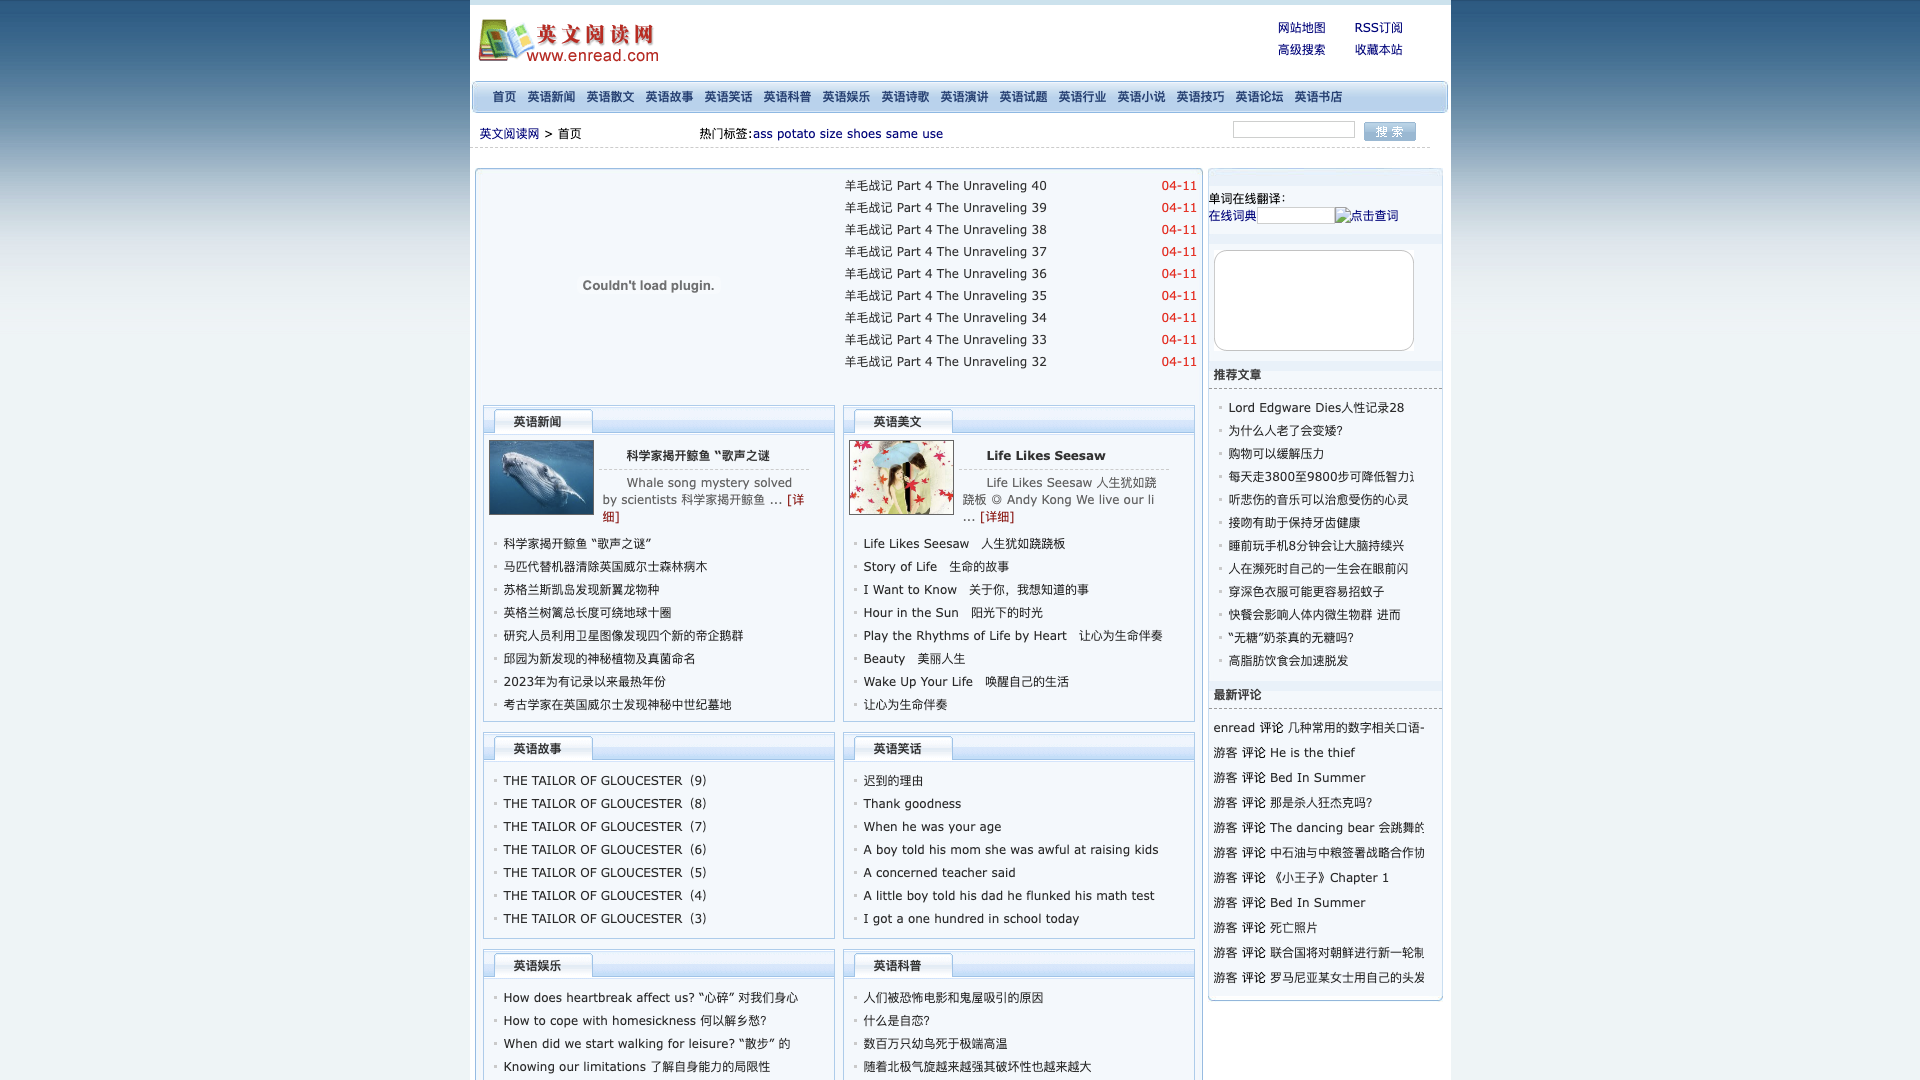 英文阅读网
www.enread.com
网站地图 RSS订阅
高级搜索 收藏本站
首页 英语新闻 英语散文 英语故事 英语笑话 英语科普 英语娱乐 英语诗歌 英语演讲 英语试题 英语行业 英语小说 英语技巧 英语论坛 英语书店
英文阅读网 > 首页
热门标签:ass potato size shoes same use
搜 索
Couldn't load plugin.
羊毛战记 Part 4 The Unraveling 40 04-11
羊毛战记 Part 4 The Unraveling 39 04-11
羊毛战记 Part 4 The Unraveling 38 04-11
羊毛战记 Part 4 The Unraveling 37 04-11
羊毛战记 Part 4 The Unraveling 36 04-11
羊毛战记 Part 4 The Unraveling 35 04-11
羊毛战记 Part 4 The Unraveling 34 04-11
羊毛战记 Part 4 The Unraveling 33 04-11
羊毛战记 Part 4 The Unraveling 32 04-11
英语新闻
科学家揭开鲸鱼 “歌声之谜
Whale song mystery solved
by scientists 科学家揭开鲸鱼 ... [详
细]
科学家揭开鲸鱼 “歌声之谜”
马匹代替机器清除英国威尔士森林病木
苏格兰斯凯岛发现新翼龙物种
英格兰树篱总长度可绕地球十圈
研究人员利用卫星图像发现四个新的帝企鹅群
邱园为新发现的神秘植物及真菌命名
2023年为有记录以来最热年份
考古学家在英国威尔士发现神秘中世纪墓地
英语美文
Life Likes Seesaw
Life Likes Seesaw 人生犹如跷
跷板 ◎ Andy Kong We live our li
... [详细]
Life Likes Seesaw 人生犹如跷跷板
Story of Life 生命的故事
I Want to Know 关于你，我想知道的事
Hour in the Sun 阳光下的时光
Play the Rhythms of Life by Heart 让心为生命伴奏
Beauty 美丽人生
Wake Up Your Life 唤醒自己的生活
让心为生命伴奏
英语故事
THE TAILOR OF GLOUCESTER（9）
THE TAILOR OF GLOUCESTER（8）
THE TAILOR OF GLOUCESTER（7）
THE TAILOR OF GLOUCESTER（6）
THE TAILOR OF GLOUCESTER（5）
THE TAILOR OF GLOUCESTER（4）
THE TAILOR OF GLOUCESTER（3）
英语笑话
迟到的理由
Thank goodness
When he was your age
A boy told his mom she was awful at raising kids
A concerned teacher said
A little boy told his dad he flunked his math test
I got a one hundred in school today
英语娱乐
How does heartbreak affect us? “心碎” 对我们身心
How to cope with homesickness 何以解乡愁?
When did we start walking for leisure? “散步” 的
Knowing our limitations 了解自身能力的局限性
英语科普
人们被恐怖电影和鬼屋吸引的原因
什么是自恋?
数百万只幼鸟死于极端高温
随着北极气旋越来越强其破坏性也越来越大
单词在线翻译：
在线词典 点击查词
推荐文章
Lord Edgware Dies人性记录28
为什么人老了会变矮?
购物可以缓解压力
每天走3800至9800步可降低智力
听悲伤的音乐可以治愈受伤的心灵
接吻有助于保持牙齿健康
睡前玩手机8分钟会让大脑持续兴
人在濒死时自己的一生会在眼前闪
穿深色衣服可能更容易招蚊子
快餐会影响人体内微生物群 进而
“无糖”奶茶真的无糖吗?
高脂肪饮食会加速脱发
最新评论
enread 评论 几种常用的数字相关口语-
游客 评论 He is the thief
游客 评论 Bed In Summer
游客 评论 那是杀人狂杰克吗?
游客 评论 The dancing bear 会跳舞的
游客 评论 中石油与中粮签署战略合作协
游客 评论 《小王子》Chapter 1
游客 评论 Bed In Summer
游客 评论 死亡照片
游客 评论 联合国将对朝鲜进行新一轮制
游客 评论 罗马尼亚某女士用自己的头发